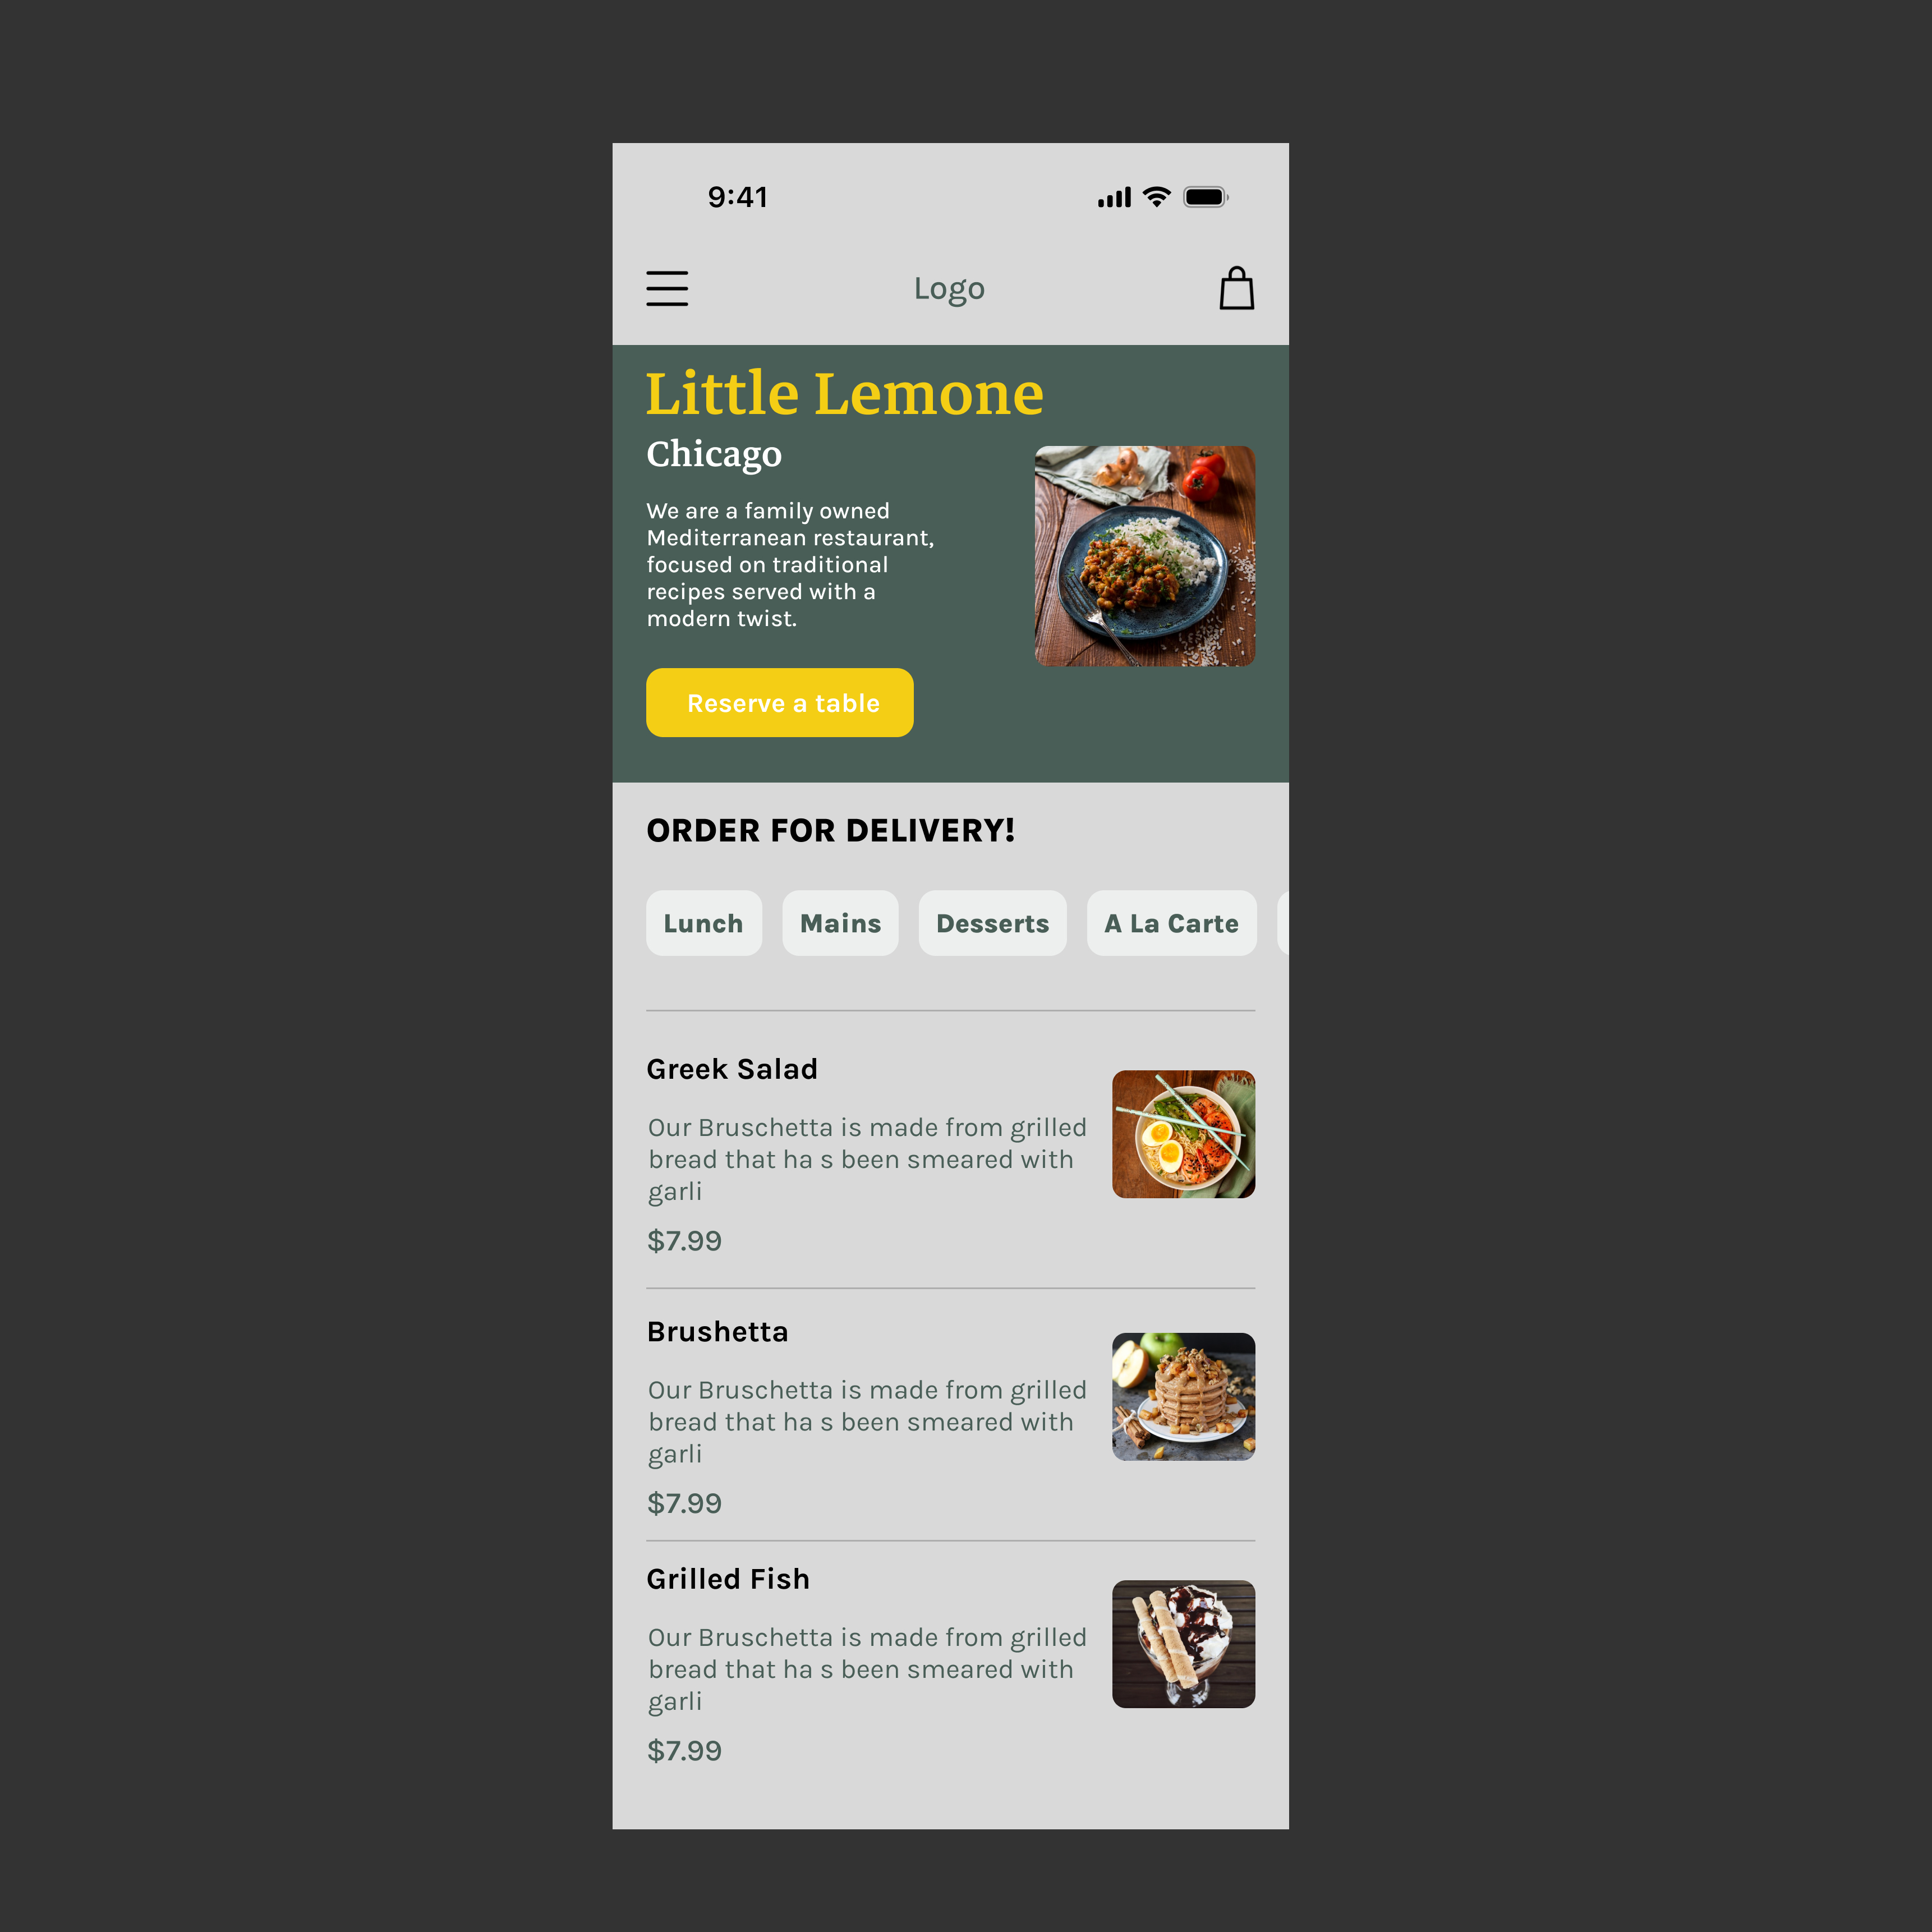 9:41
Logo
Little Lemone
Chicago
We are a family owned
Mediterranean restaurant,
focused on traditional
recipes served with a
modern twist.
Reserve a table
ORDER FOR DELIVERY!
Lunch Mains Desserts A La Carte
Greek Salad
Our Bruschetta is made from grilled
bread that ha s been smeared with
garli
$7.99
Brushetta
Our Bruschetta is made from grilled
bread that ha s been smeared with
garli
$7.99
Grilled Fish
Our Bruschetta is made from grilled
bread that ha s been smeared with
garli
$7.99